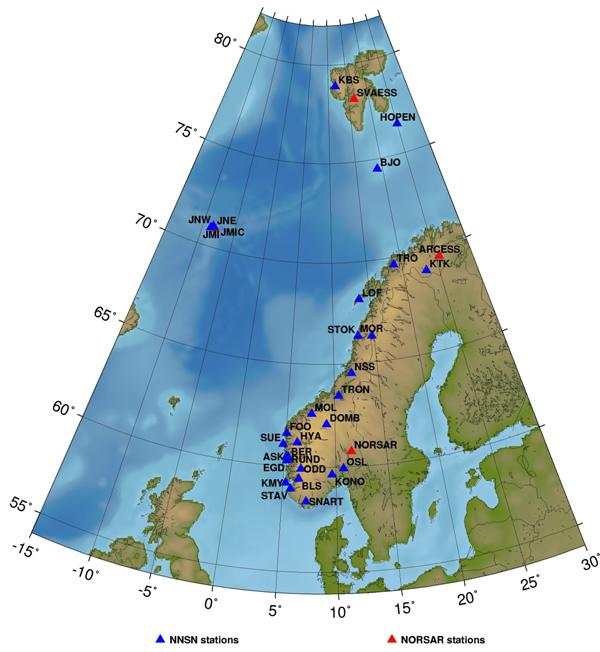 80°
KBS
SVAESS
HOPEN
75°
BJO
JNW JNE
JMI JMIC
70°
ARCESS
TRO KTK
LOF
65°
STOK MOR
NSS
TRON
60°
MOL
DOMB
FOO
SUE HYA
NORSAR
BER
ASK RUND
OSL
EGD ODD
KMY BLS KONO
STAV SNART
55°
-15°
-10°
-5°
0°
5°
10°
15°
20°
25°
30°
NNSN stations
NORSAR stations